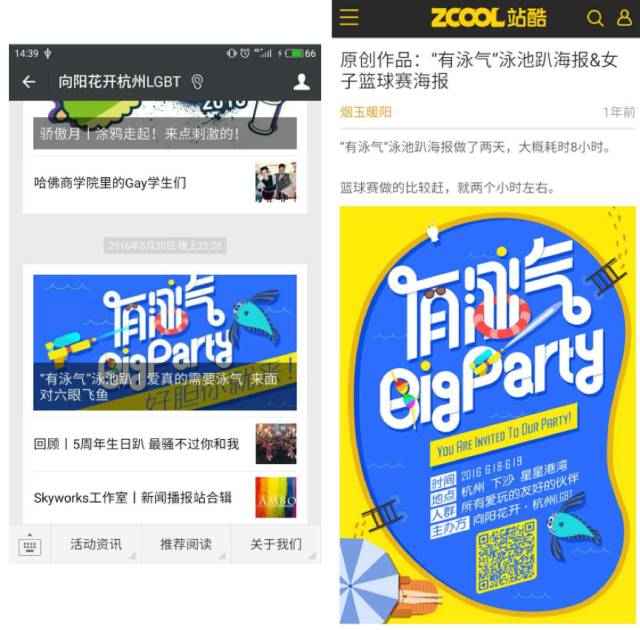 14:39
66
向阳花开杭州LGBT
2016
骄傲月丨涂鸦走起！来点刺激的！
哈佛商学院里的Gay学生们
2016年5月30日 晚上23:28
有泳气
BigParty
好胆你就来！
“有泳气”泳池趴丨爱真的需要泳气 来面
对六眼飞鱼
回顾丨5周年生日趴 最骚不过你和我
Skyworks工作室丨新闻播报站合辑
AMBO
活动资讯
推荐阅读
关于我们
ZCOOL站酷
原创作品：“有泳气”泳池趴海报&女
子篮球赛海报
烟玉暖阳
1年前
“有泳气”泳池趴海报做了两天，大概耗时8小时。
篮球赛做的比较赶，就两个小时左右。
有泳气
BigParty
YOU ARE INVITED TO OUR PARTY!
时间 2016 6.18-6.19
地点 杭州 下沙 星星港湾
人群 所有爱玩的友好的伙伴
主办方 向阳花开·杭州LGBT